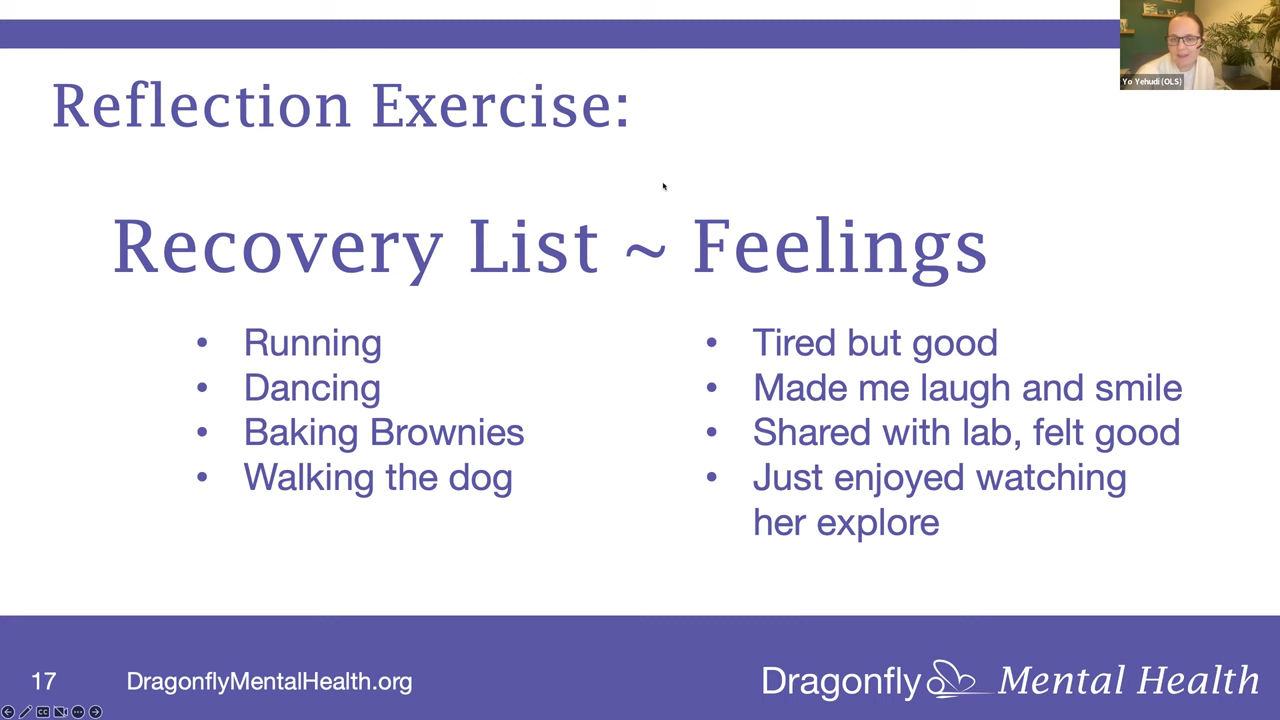 Yo Yehudi (OLS)
Reflection Exercise:
Recovery List ~ Feelings
• Running
• Dancing
• Baking Brownies
• Walking the dog
• Tired but good
• Made me laugh and smile
• Shared with lab, felt good
• Just enjoyed watching
her explore
17
DragonflyMentalHealth.org
Dragonfly Mental Health
CC